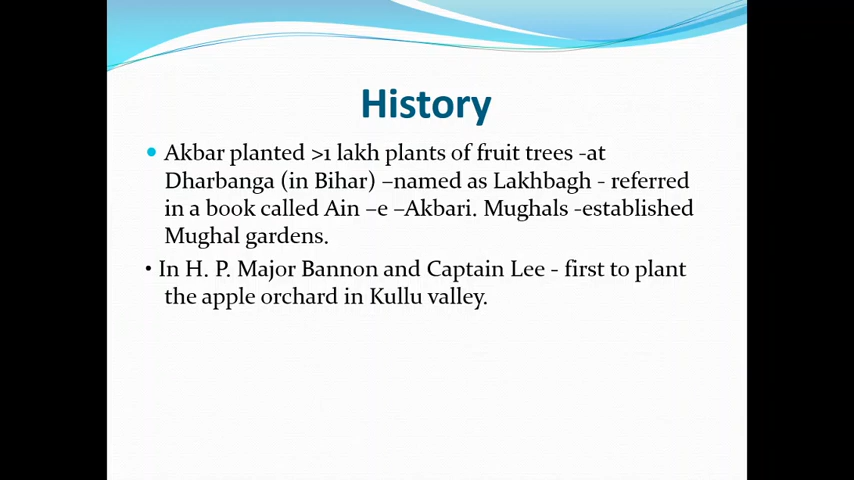 History
• Akbar planted >1 lakh plants of fruit trees -at
Dharbanga (in Bihar) –named as Lakhbagh - referred
in a book called Ain –e –Akbari. Mughals -established
Mughal gardens.
• In H. P. Major Bannon and Captain Lee - first to plant
the apple orchard in Kullu valley.